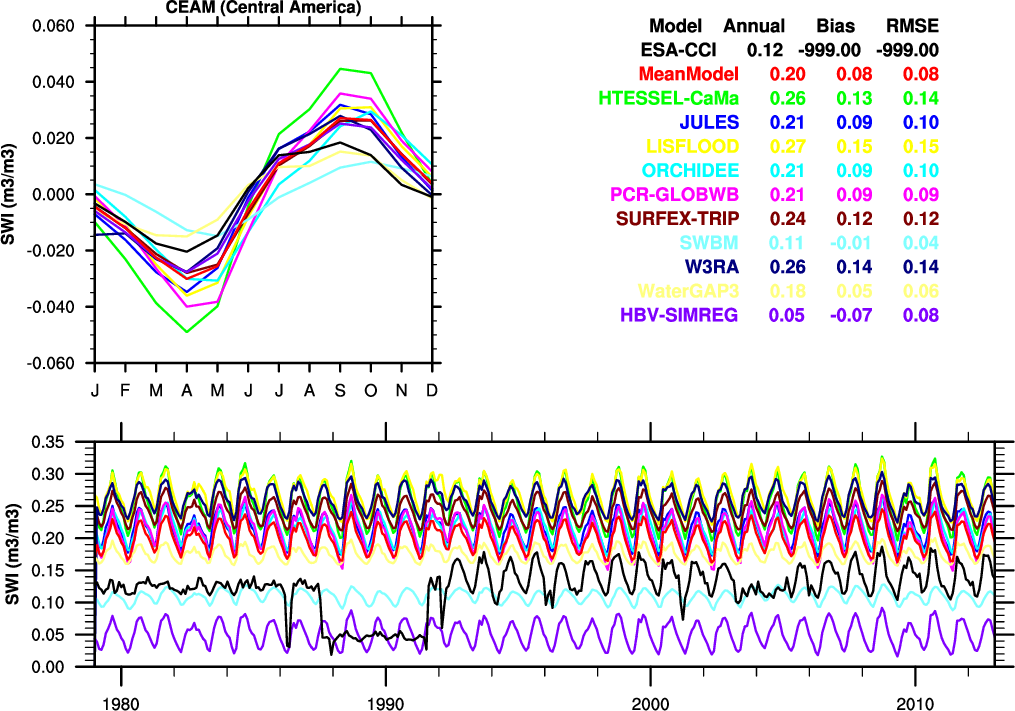 CEAM (Central America)
0.060
0.040
0.020
0.000
-0.020
-0.040
-0.060
SWI (m3/m3)
J F M A M J J A S O N D
Model Annual Bias RMSE
ESA-CCI 0.12 -999.00 -999.00
MeanModel 0.20 0.08 0.08
HTESSEL-CaMa 0.26 0.13 0.14
JULES 0.21 0.09 0.10
LISFLOOD 0.27 0.15 0.15
ORCHIDEE 0.21 0.09 0.10
PCR-GLOBWB 0.21 0.09 0.09
SURFEX-TRIP 0.24 0.12 0.12
SWBM 0.11 -0.01 0.04
W3RA 0.26 0.14 0.14
WaterGAP3 0.18 0.05 0.06
HBV-SIMREG 0.05 -0.07 0.08
0.35
0.30
0.25
0.20
0.15
0.10
0.05
0.00
SWI (m3/m3)
1980 1990 2000 2010